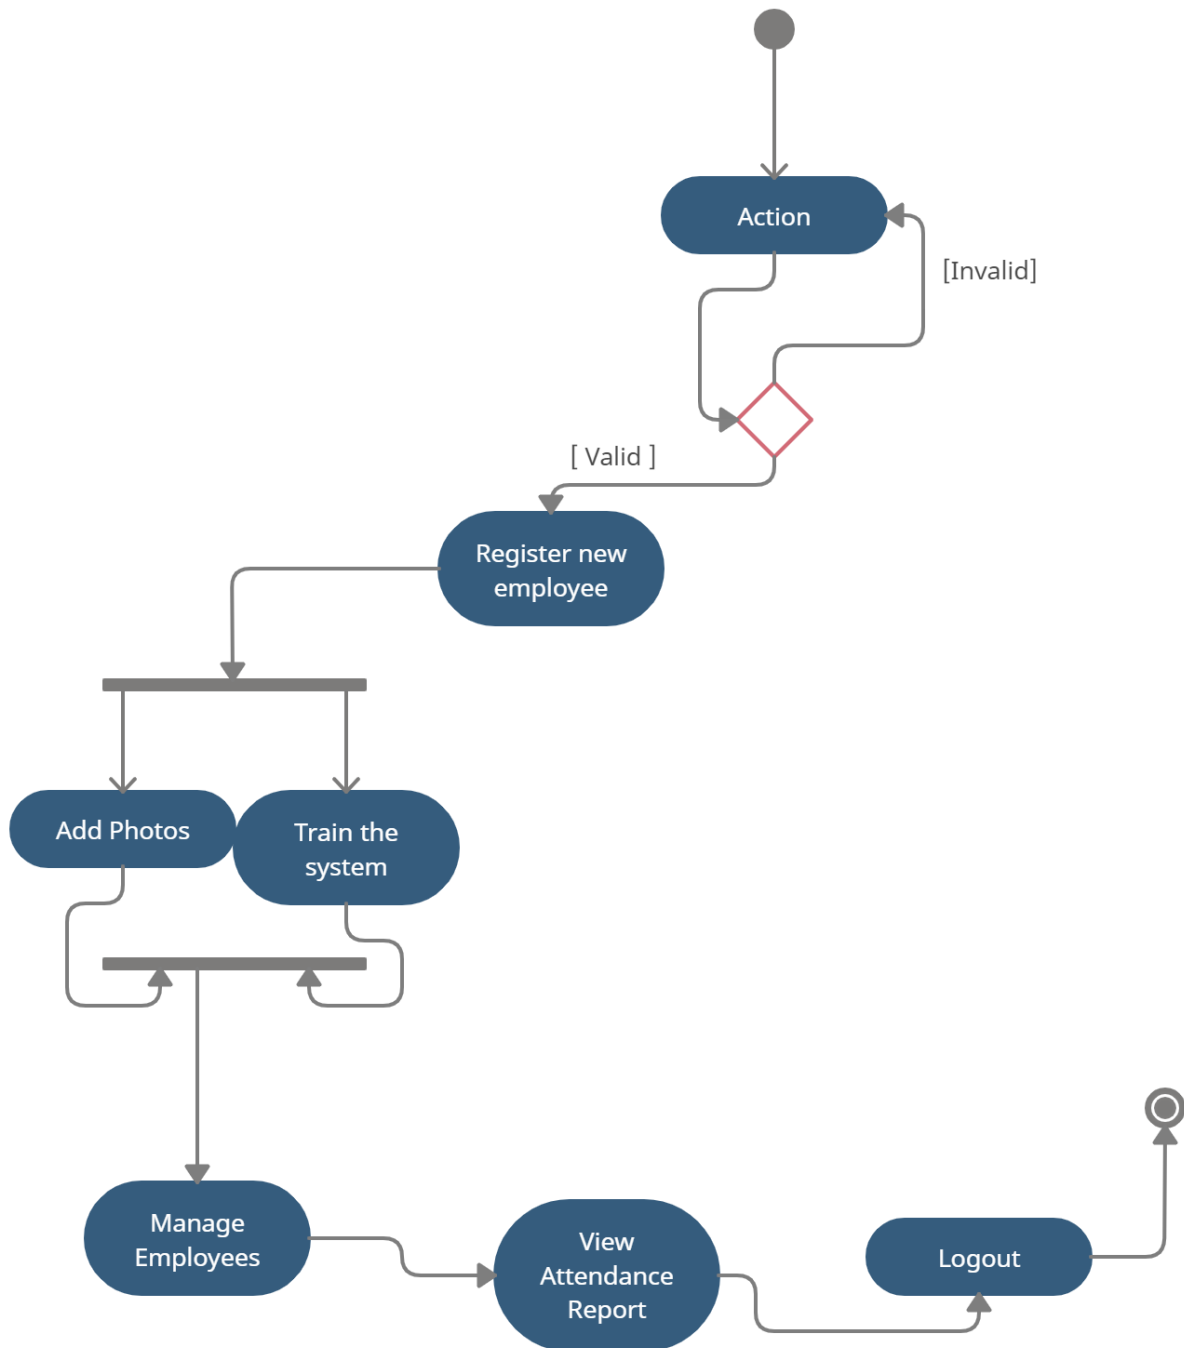 Action
[Invalid]
[ Valid ]
Register new
employee
Add Photos
Train the
system
Manage
Employees
View
Attendance
Report
Logout